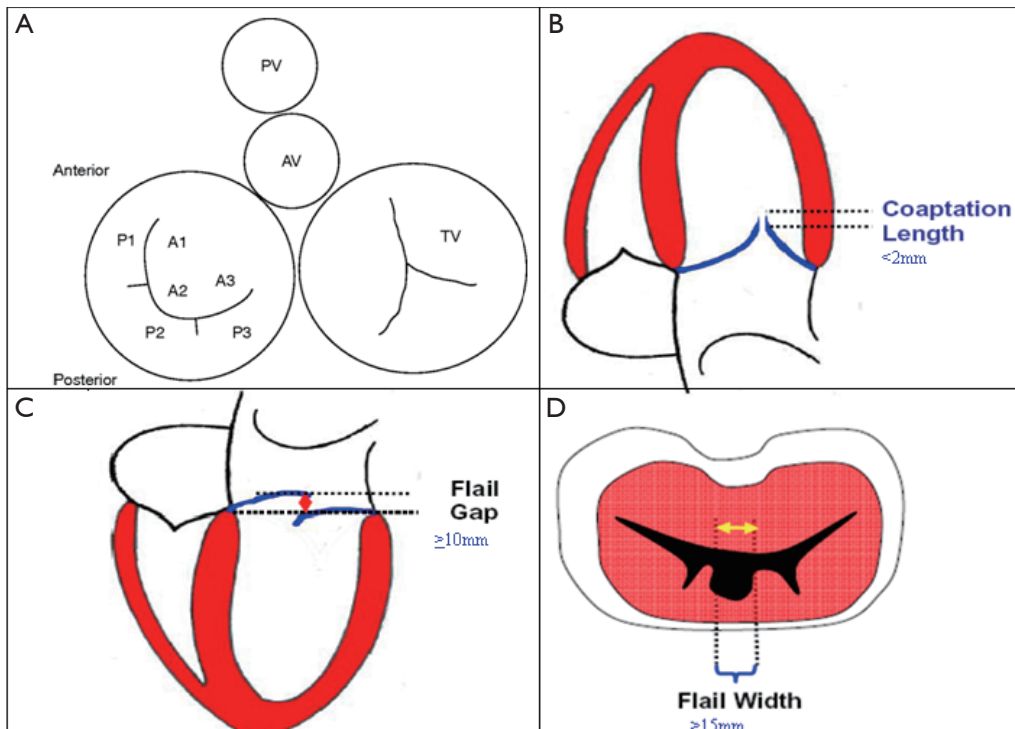 A
PV
AV
Anterior
TV
P1
A1
A2
A3
P2
P3
Posterior
B
Coaptation
Length
<2mm
C
Flail
Gap
≥10mm
D
Flail Width
≥15mm